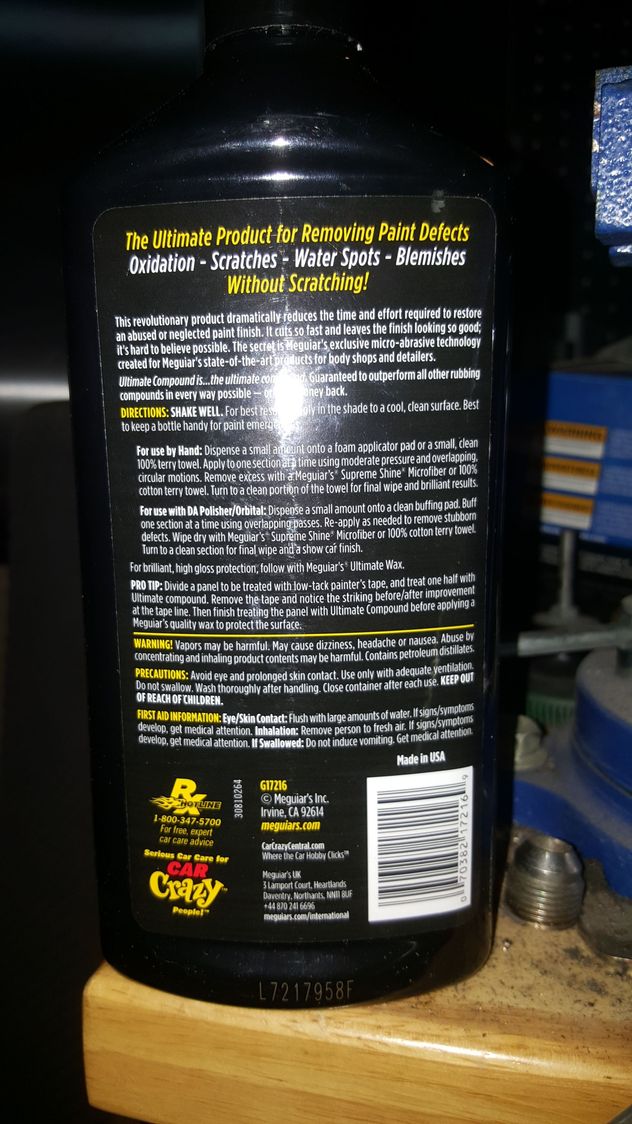 The Ultimate Product for Removing Paint Defects
Oxidation - Scratches - Water Spots - Blemishes
Without Scratching!
This revolutionary product dramatically reduces the time and effort required to restore
an abused or neglected paint finish. It cuts so fast and leaves the finish looking so good;
it's hard to believe possible. The secret is Meguiar's exclusive micro-abrasive technology
created for Meguiar's state-of-the-art products for body shops and detailers.
Ultimate Compound is...the ultimate Guaranteed to outperform all other rubbing
compounds in every way possible — money back.
DIRECTIONS: SHAKE WELL. For best in the shade to a cool, clean surface. Best
to keep a bottle handy for paint
For use by Hand: Dispense a small amount onto a foam applicator pad or a small, clean
100% terry towel. Apply to one section at a time using moderate pressure and overlapping,
circular motions. Remove excess with a Meguiar's® Supreme Shine® Microfiber or 100%
cotton terry towel. Turn to a clean portion of the towel for final wipe and brilliant results.
For use with DA Polisher/Orbital: Dispense a small amount onto a clean buffing pad. Buff
one section at a time using overlapping passes. Re-apply as needed to remove stubborn
defects. Wipe dry with Meguiar's® Supreme Shine® Microfiber or 100% cotton terry towel.
Turn to a clean section for final wipe and a show car finish.
For brilliant, high gloss protection, follow with Meguiar's® Ultimate Wax.
PRO TIP: Divide a panel to be treated with low-tack painter's tape, and treat one half with
Ultimate compound. Remove the tape and notice the striking before/after improvement
at the tape line. Then finish treating the panel with Ultimate Compound before applying a
Meguiar's quality wax to protect the surface.
WARNING! Vapors may be harmful. May cause dizziness, headache or nausea. Abuse by
concentrating and inhaling product contents may be harmful. Contains petroleum distillates.
PRECAUTIONS: Avoid eye and prolonged skin contact. Use only with adequate ventilation.
Do not swallow. Wash thoroughly after handling. Close container after each use. KEEP OUT
OF REACH OF CHILDREN.
FIRST AID INFORMATION: Eye/Skin Contact: Flush with large amounts of water. If signs/symptoms
develop, get medical attention. Inhalation: Remove person to fresh air. If signs/symptoms
develop, get medical attention. If Swallowed: Do not induce vomiting. Get medical attention.
Made in USA
Rx
HOTLINE
1-800-347-5700
For free, expert
car care advice
Serious Car Care for
CAR
Crazy™
People!™
30810264
G17216
© Meguiar's Inc.
Irvine, CA 92614
meguiars.com
CarCrazyCentral.com
Where the Car Hobby Clicks™
Meguiar's UK
3 Lamport Court, Heartlands
Daventry, Northants, NN11 8UF
+44 870 241 6696
meguiars.com/international
0 70382 17216 9
L7217958F